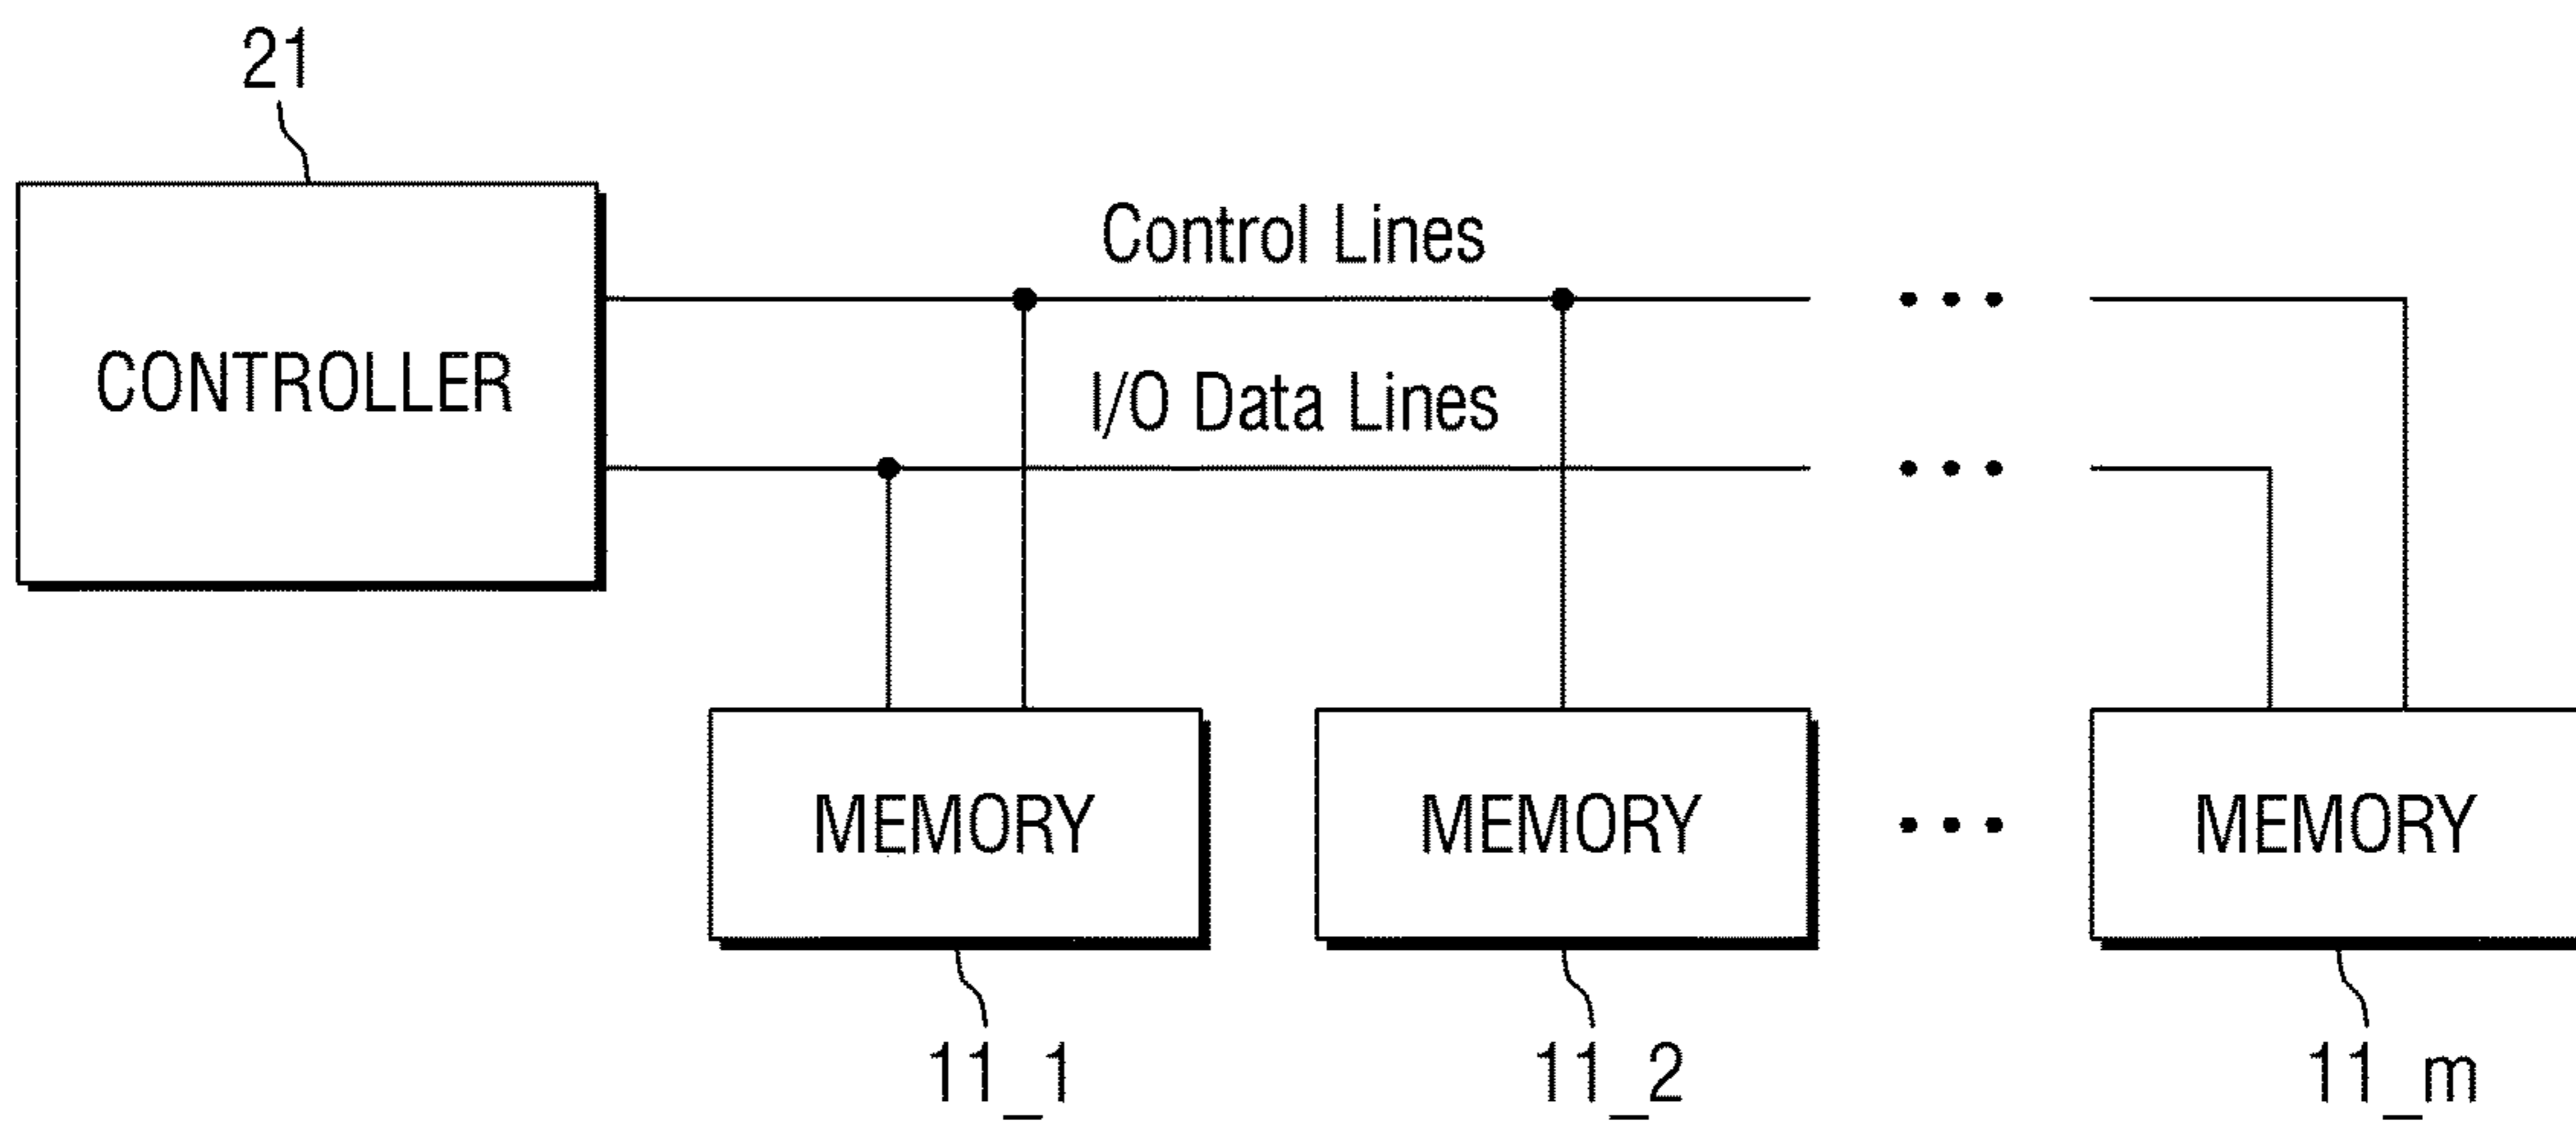 21
Control Lines
CONTROLLER
I/O Data Lines
MEMORY
MEMORY
MEMORY
11_1
11_2
11_m